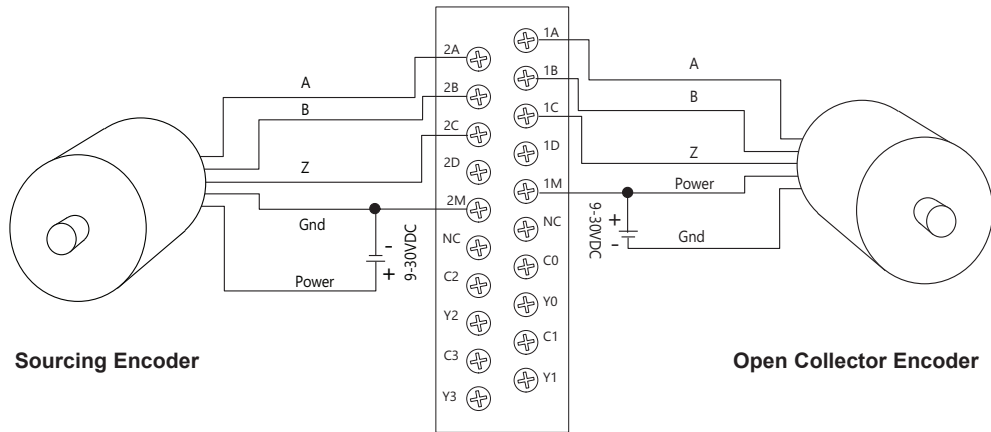 1A
2A
A
A
1B
2B
A
B
B
1C
2C
Z
1D
Z
2D
1M
Power
2M
Gnd
NC
Gnd
NC
-
+
9-30VDC
+
-
9-30VDC
C0
C2
Power
Y0
Y2
C1
C3
Y1
Y3
Sourcing Encoder
Open Collector Encoder